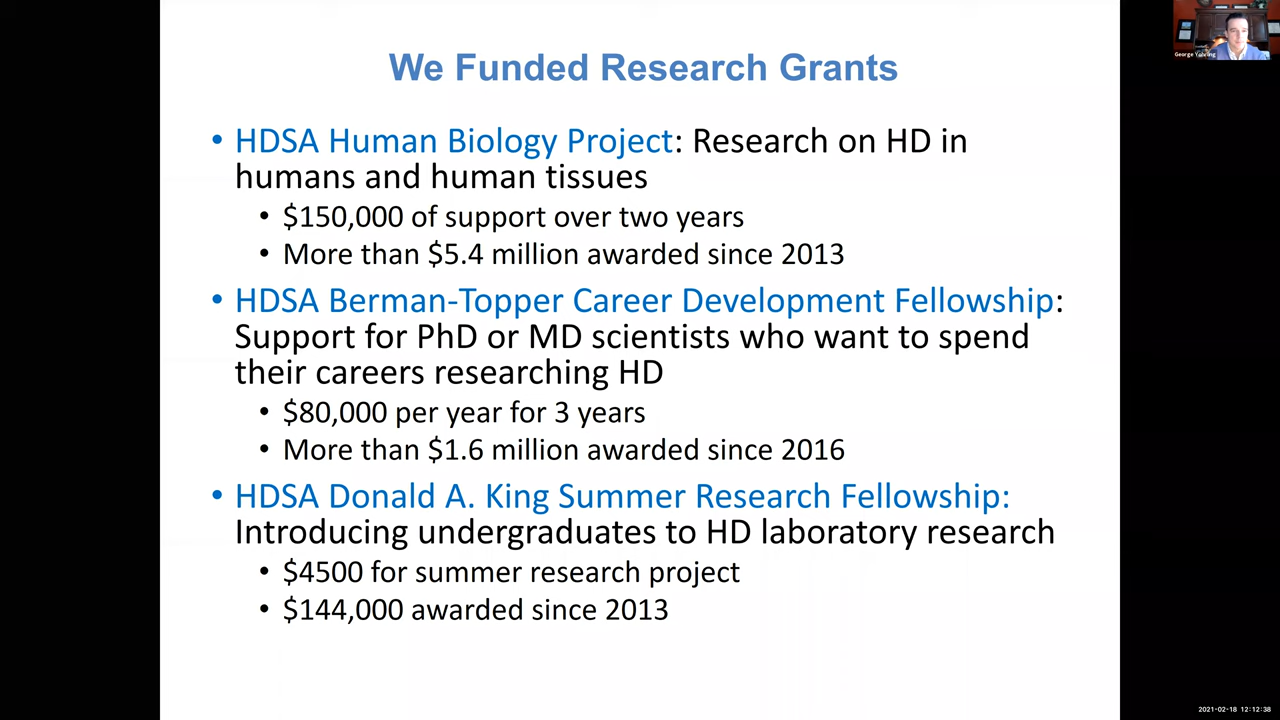 We Funded Research Grants
• HDSA Human Biology Project: Research on HD in
humans and human tissues
• $150,000 of support over two years
• More than $5.4 million awarded since 2013
• HDSA Berman-Topper Career Development Fellowship:
Support for PhD or MD scientists who want to spend
their careers researching HD
• $80,000 per year for 3 years
• More than $1.6 million awarded since 2016
• HDSA Donald A. King Summer Research Fellowship:
Introducing undergraduates to HD laboratory research
• $4500 for summer research project
• $144,000 awarded since 2013
George Yohrling
2021-02-18 12:12:38